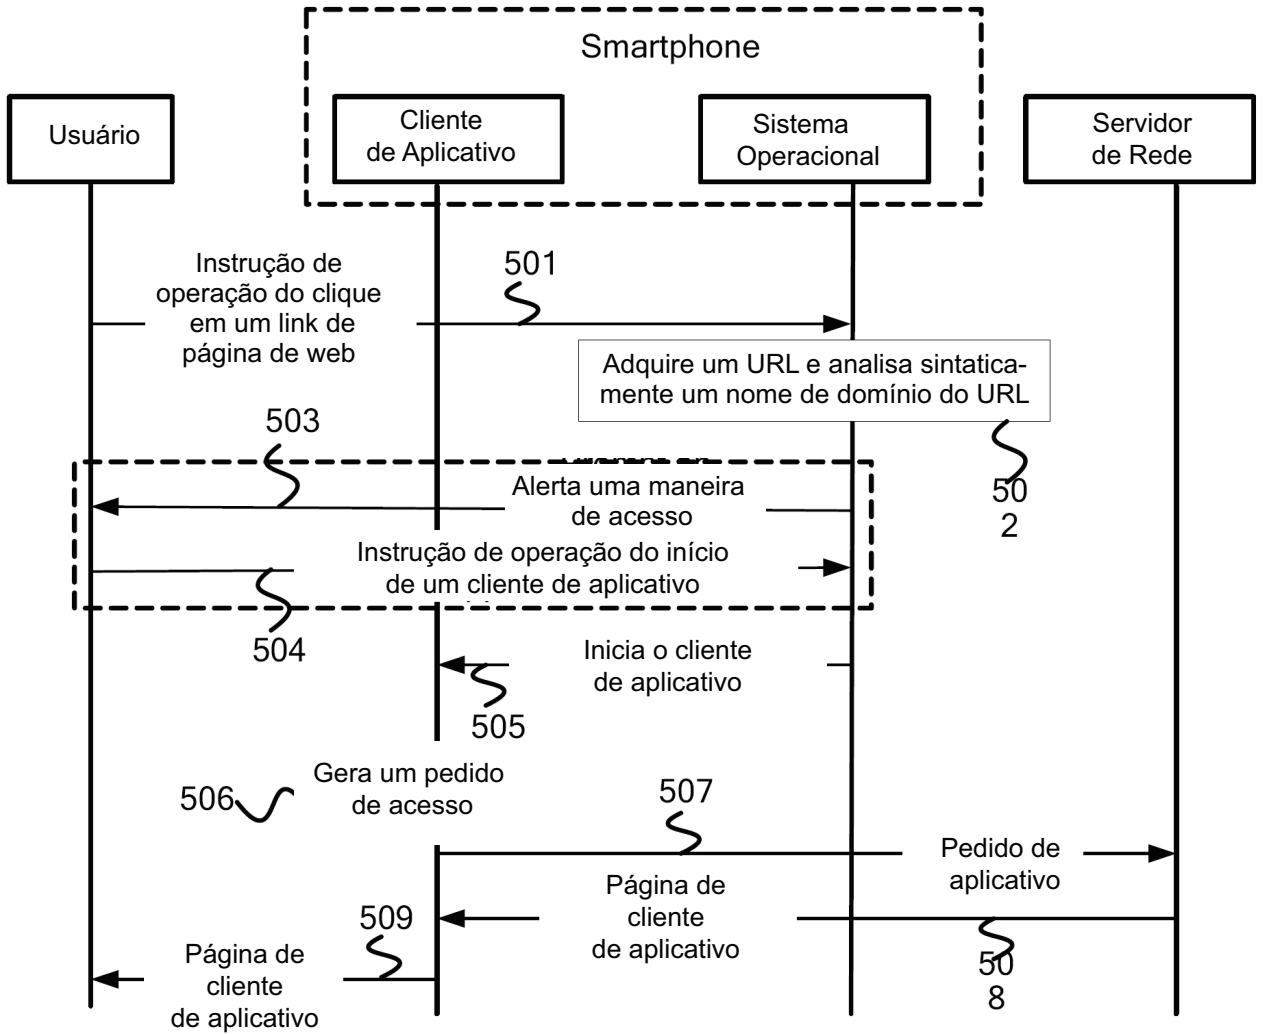 Smartphone
Usuário
Cliente
de Aplicativo
Sistema
Operacional
Servidor
de Rede
Instrução de
operação do clique
em um link de
página de web
501
Adquire um URL e analisa sintatica-
mente um nome de domínio do URL
50
2
503
Alerta uma maneira
de acesso
Instrução de operação do início
de um cliente de aplicativo
504
Inicia o cliente
de aplicativo
505
Gera um pedido
de acesso
506
507
Pedido de
aplicativo
Página de
cliente
de aplicativo
50
8
509
Página de
cliente
de aplicativo